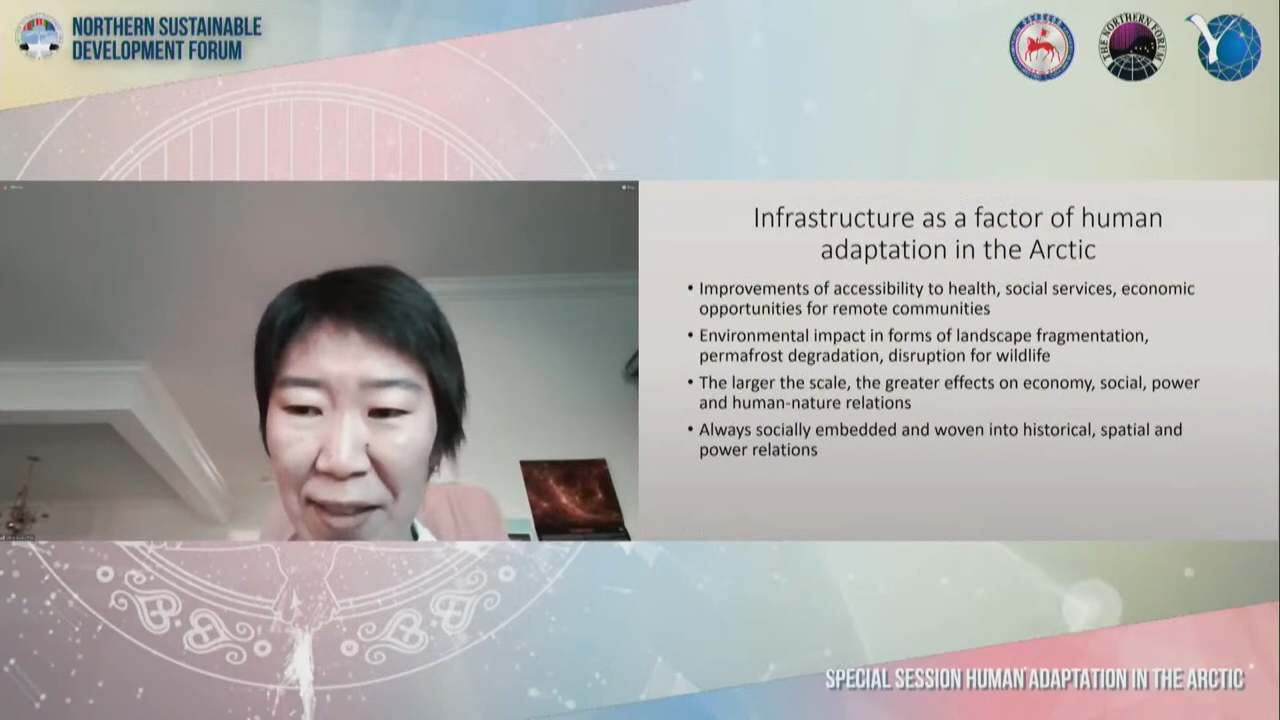 NORTHERN SUSTAINABLE
DEVELOPMENT FORUM
THE NORTHERN FORUM
Infrastructure as a factor of human
adaptation in the Arctic
• Improvements of accessibility to health, social services, economic
opportunities for remote communities
• Environmental impact in forms of landscape fragmentation,
permafrost degradation, disruption for wildlife
• The larger the scale, the greater effects on economy, social, power
and human-nature relations
• Always socially embedded and woven into historical, spatial and
power relations
SPECIAL SESSION HUMAN ADAPTATION IN THE ARCTIC